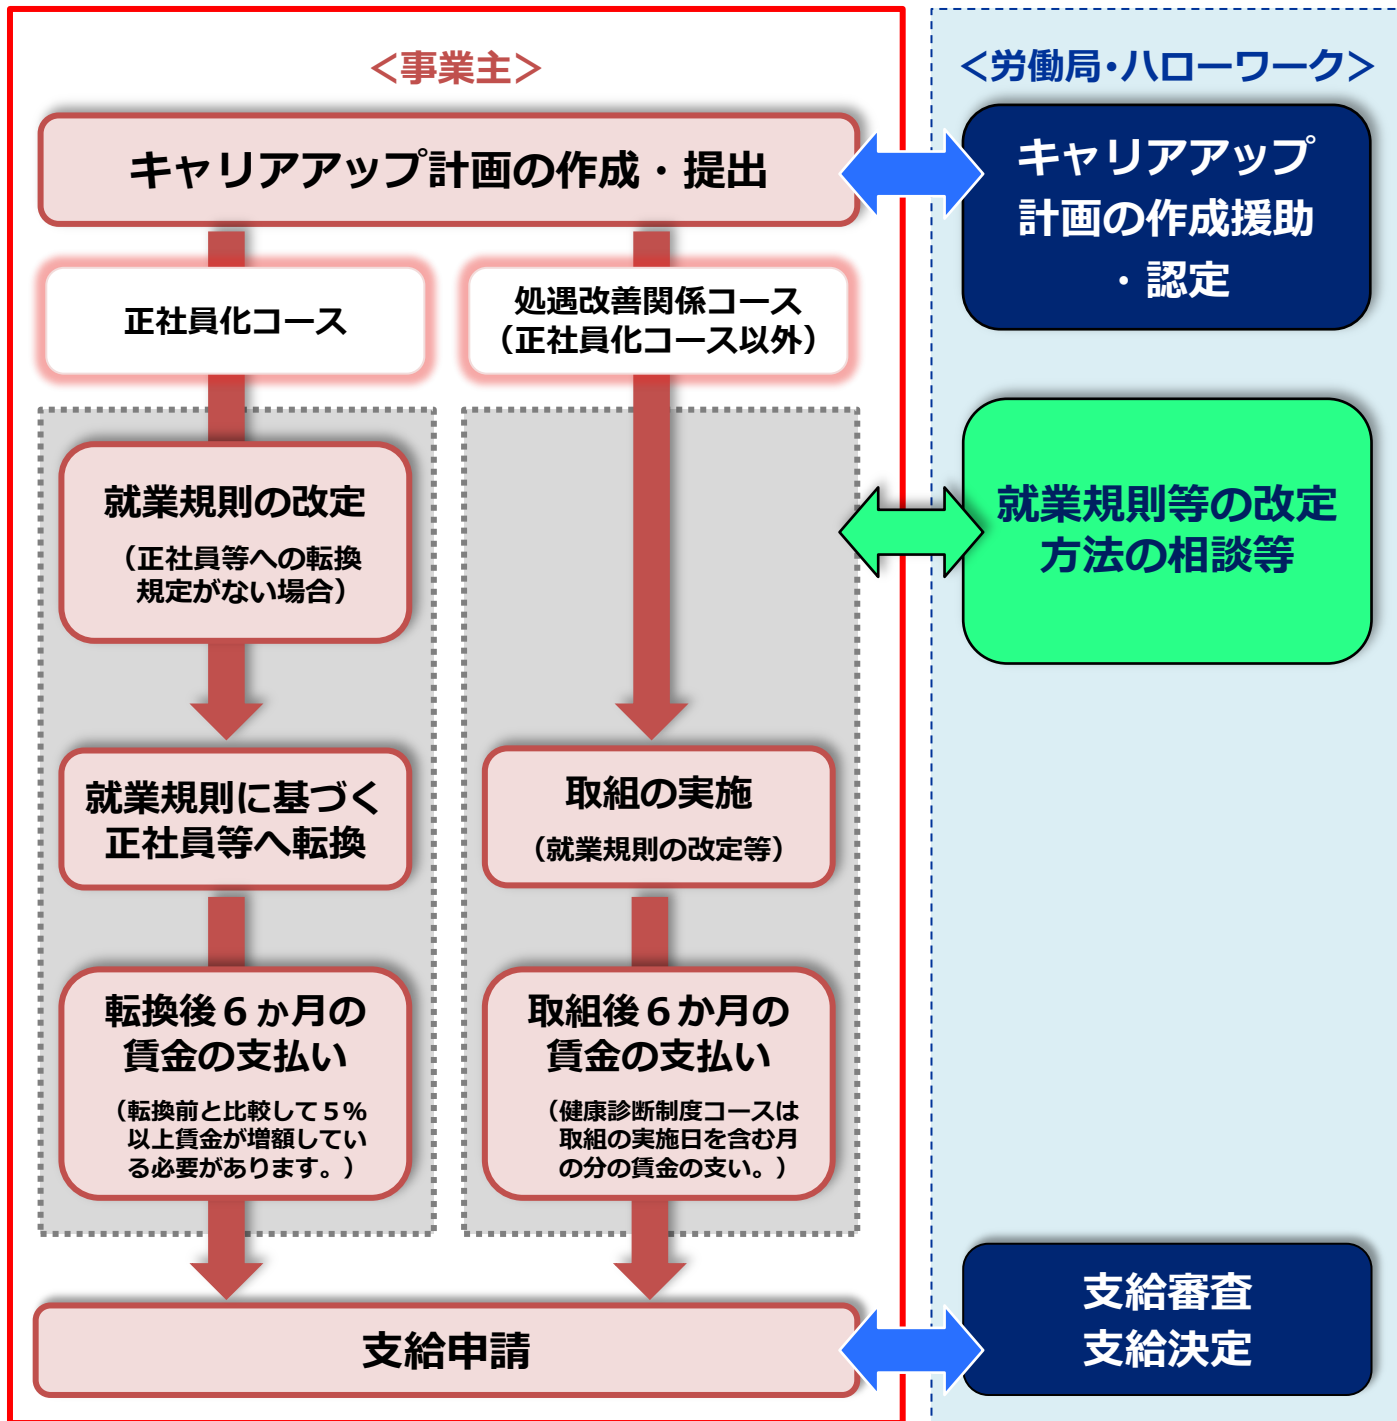 ＜事業主＞
キャリアアップ計画の作成・提出
正社員化コース
処遇改善関係コース
（正社員化コース以外）
就業規則の改定
（正社員等への転換
規定がない場合）
就業規則に基づく
正社員等へ転換
転換後６か月の
賃金の支払い
（転換前と比較して５％
以上賃金が増額してい
る必要があります。）
取組の実施
（就業規則の改定等）
取組後６か月の
賃金の支払い
（健康診断制度コースは
取組の実施日を含む月
の分の賃金の支い。）
支給申請
＜労働局・ハローワーク＞
キャリアアップ
計画の作成援助
・認定
就業規則等の改定
方法の相談等
支給審査
支給決定